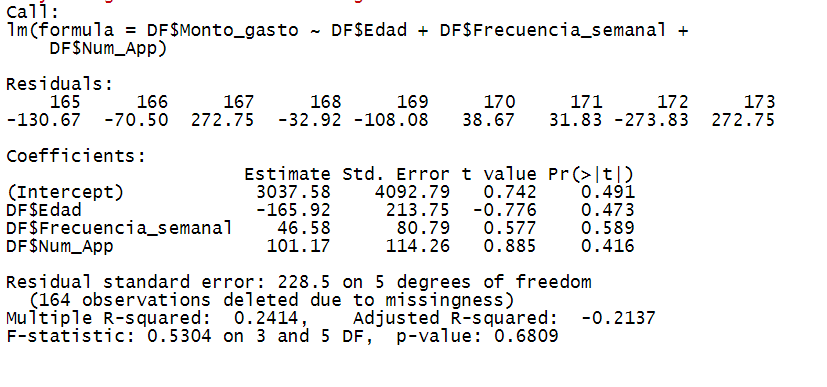 Call:
lm(formula = DF$Monto_gasto ~ DF$Edad + DF$Frecuencia_semanal +
    DF$Num_App)

Residuals:
    165     166     167     168     169     170     171     172     173
-130.67  -70.50  272.75  -32.92 -108.08   38.67   31.83 -273.83  272.75

Coefficients:
                       Estimate Std. Error t value Pr(>|t|)
(Intercept)             3037.58    4092.79   0.742    0.491
DF$Edad                 -165.92     213.75  -0.776    0.473
DF$Frecuencia_semanal     46.58      80.79   0.577    0.589
DF$Num_App               101.17     114.26   0.885    0.416

Residual standard error: 228.5 on 5 degrees of freedom
  (164 observations deleted due to missingness)
Multiple R-squared:  0.2414,    Adjusted R-squared:  -0.2137
F-statistic: 0.5304 on 3 and 5 DF,  p-value: 0.6809